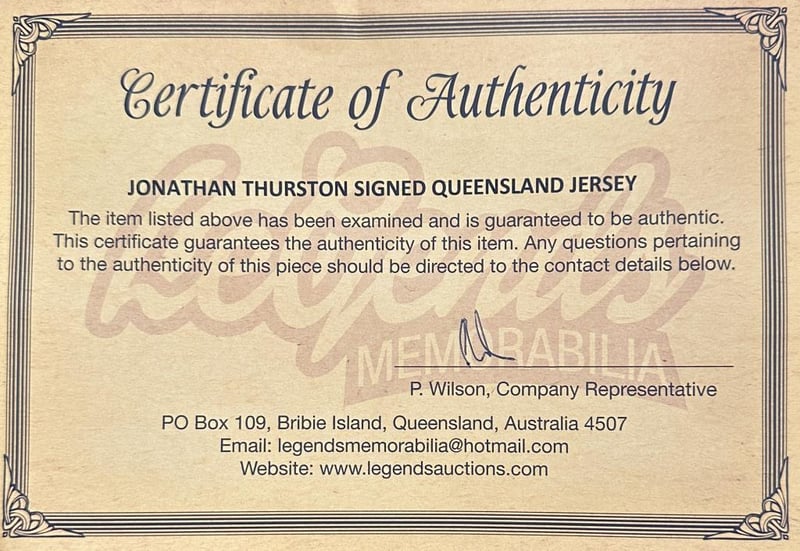 Certificate of Authenticity
JONATHAN THURSTON SIGNED QUEENSLAND JERSEY
The item listed above has been examined and is guaranteed to be authentic.
This certificate guarantees the authenticity of this item. Any questions pertaining
to the authenticity of this piece should be directed to the contact details below.
Legends
MEMORABILIA
P. Wilson, Company Representative
PO Box 109, Bribie Island, Queensland, Australia 4507
Email: legendsmemorabilia@hotmail.com
Website: www.legendsauctions.com